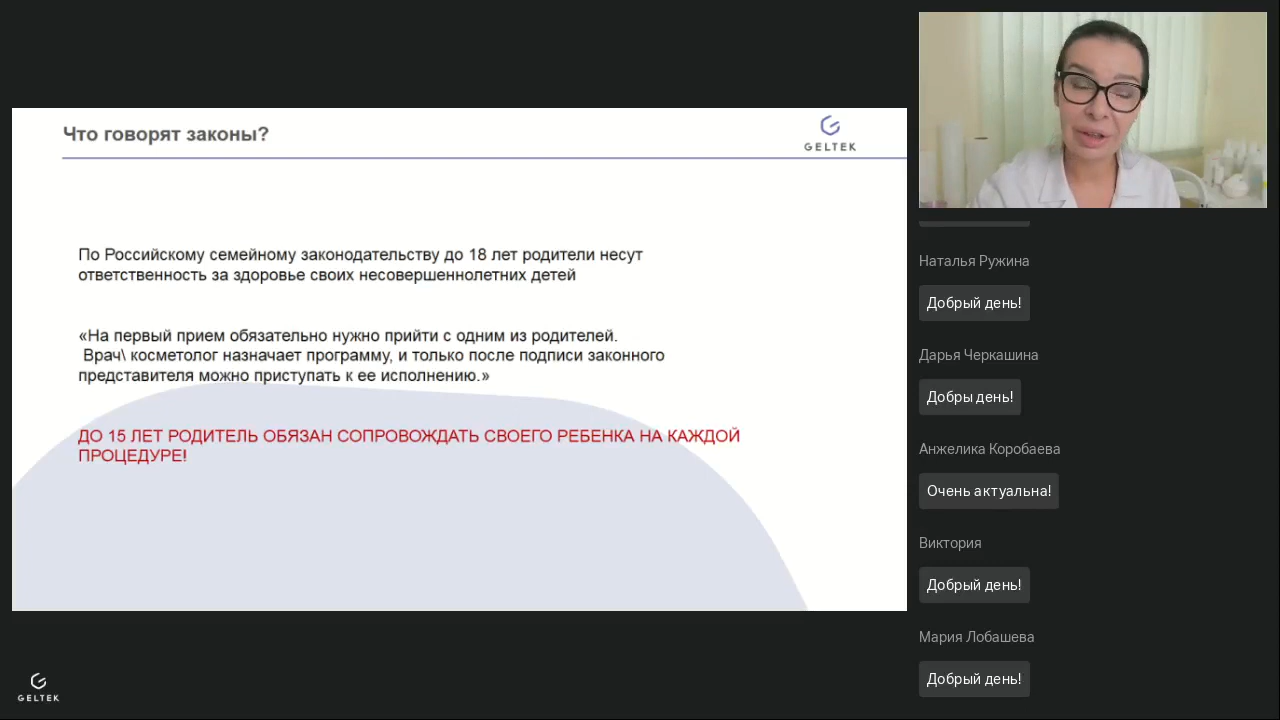 Что говорят законы?
GELTEK
По Российскому семейному законодательству до 18 лет родители несут
ответственность за здоровье своих несовершеннолетних детей
«На первый прием обязательно нужно прийти с одним из родителей.
Врач\ косметолог назначает программу, и только после подписи законного
представителя можно приступать к ее исполнению.»
ДО 15 ЛЕТ РОДИТЕЛЬ ОБЯЗАН СОПРОВОЖДАТЬ СВОЕГО РЕБЕНКА НА КАЖДОЙ
ПРОЦЕДУРЕ!
GELTEK
Наталья Ружина
Добрый день!
Дарья Черкашина
Добры день!
Анжелика Коробаева
Очень актуальна!
Виктория
Добрый день!
Мария Лобашева
Добрый день!